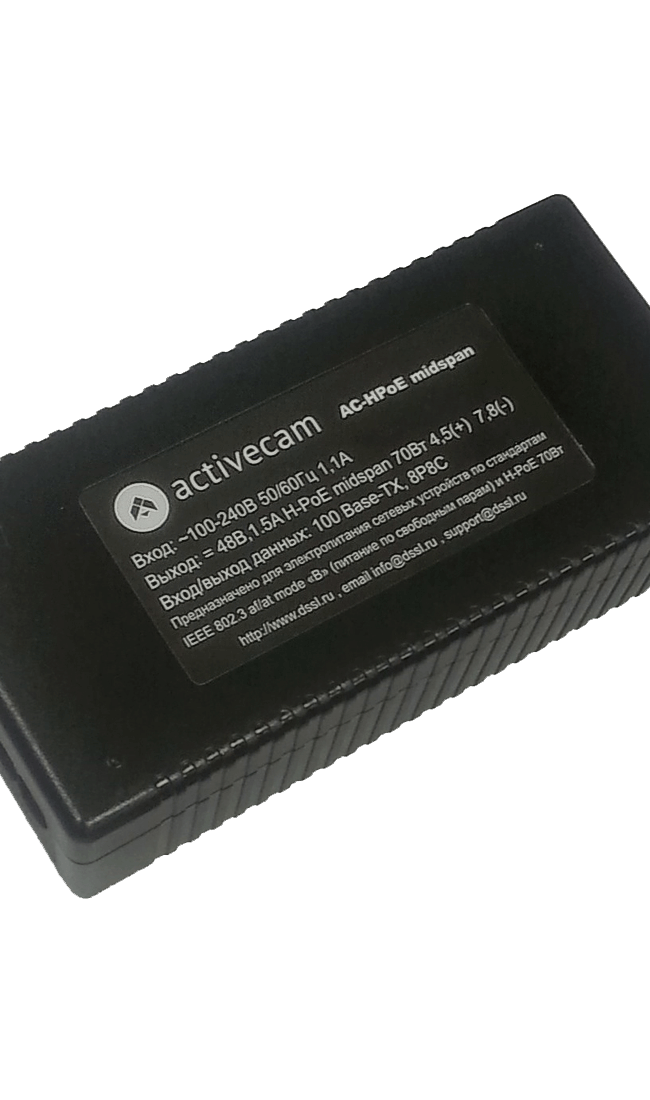 activecam AC-HPoE midspan
Вход: ~100-240В 50/60Гц 1,1А
Выход: = 48В 1.5А H-PoE midspan 70Вт 4,5(+) 7,8(-)
Вход/выход данных: 100 Base-TX, 8P8C
Предназначено для электропитания сетевых устройств по стандартам
IEEE 802.3 af/at mode «B» (питание по свободным парам) и H-PoE 70Вт
http://www.dssl.ru , email info@dssl.ru , support@dssl.ru